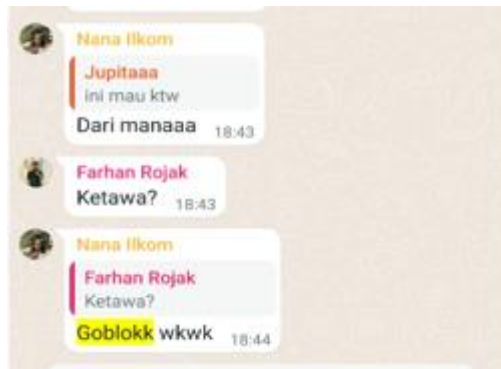 Nana Ilkom
Jupitaaa
ini mau ktw
Dari manaaa 18:43
Farhan Rojak
Ketawa? 18:43
Nana Ilkom
Farhan Rojak
Ketawa?
Goblokk wkwk 18:44